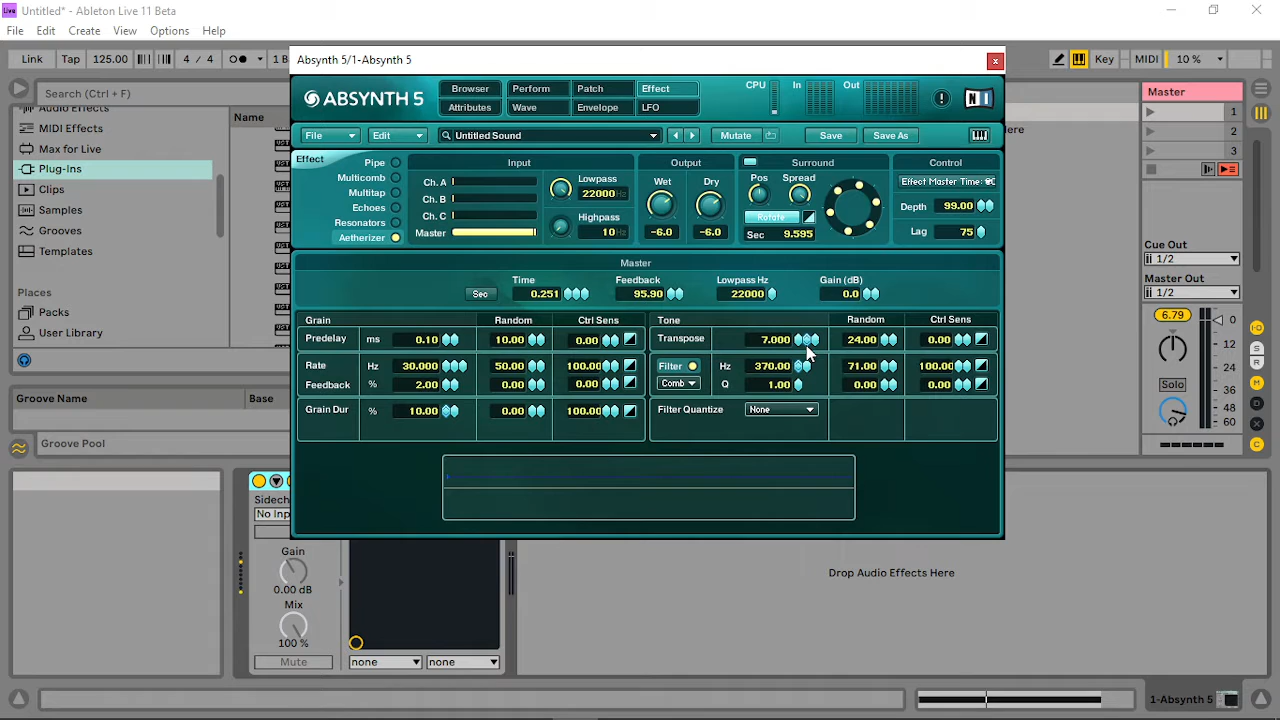 Live Untitled* - Ableton Live 11 Beta
File Edit Create View Options Help
Link Tap 125.00 4 / 4 1 B
Key MIDI 10 %
Search (Ctrl + F)
Audio Effects
MIDI Effects
Max for Live
Plug-Ins
Clips
Samples
Grooves
Templates
Places
Packs
User Library
Name
Groove Name Base
Groove Pool
Absynth 5/1-Absynth 5 x
ABSYNTH 5
Browser Perform Patch Effect
Attributes Wave Envelope LFO
CPU In Out
File Edit Untitled Sound Mutate Save Save As
Effect
Pipe
Multicomb
Multitap
Echoes
Resonators
Aetherizer
Input
Ch. A
Ch. B
Ch. C
Master
Lowpass
22000Hz
Highpass
10Hz
Output
Wet Dry
-6.0 -6.0
Surround
Pos Spread
Rotate
Sec 9.595
Control
Effect Master Time:
Depth 99.00
Lag 75
Master
Time Feedback Lowpass Hz Gain (dB)
Sec 0.251 95.90 22000 0.0
Grain Random Ctrl Sens
Predelay ms 0.10 10.00 0.00
Rate Hz 30.000 50.00 100.00
Feedback % 2.00 0.00 0.00
Grain Dur % 10.00 0.00 100.00
Tone Random Ctrl Sens
Transpose 7.000 24.00 0.00
Filter Hz 370.00 71.00 100.00
Comb Q 1.00 0.00 0.00
Filter Quantize None
ere
Master
1
2
3
Cue Out
1/2
Master Out
1/2
6.79
0
12
24
36
48
60
Solo
I-O
S
R
M
D
X
C
Sidech
No Inp
Gain
0.00 dB
Mix
100 %
Mute
none none
Drop Audio Effects Here
1-Absynth 5